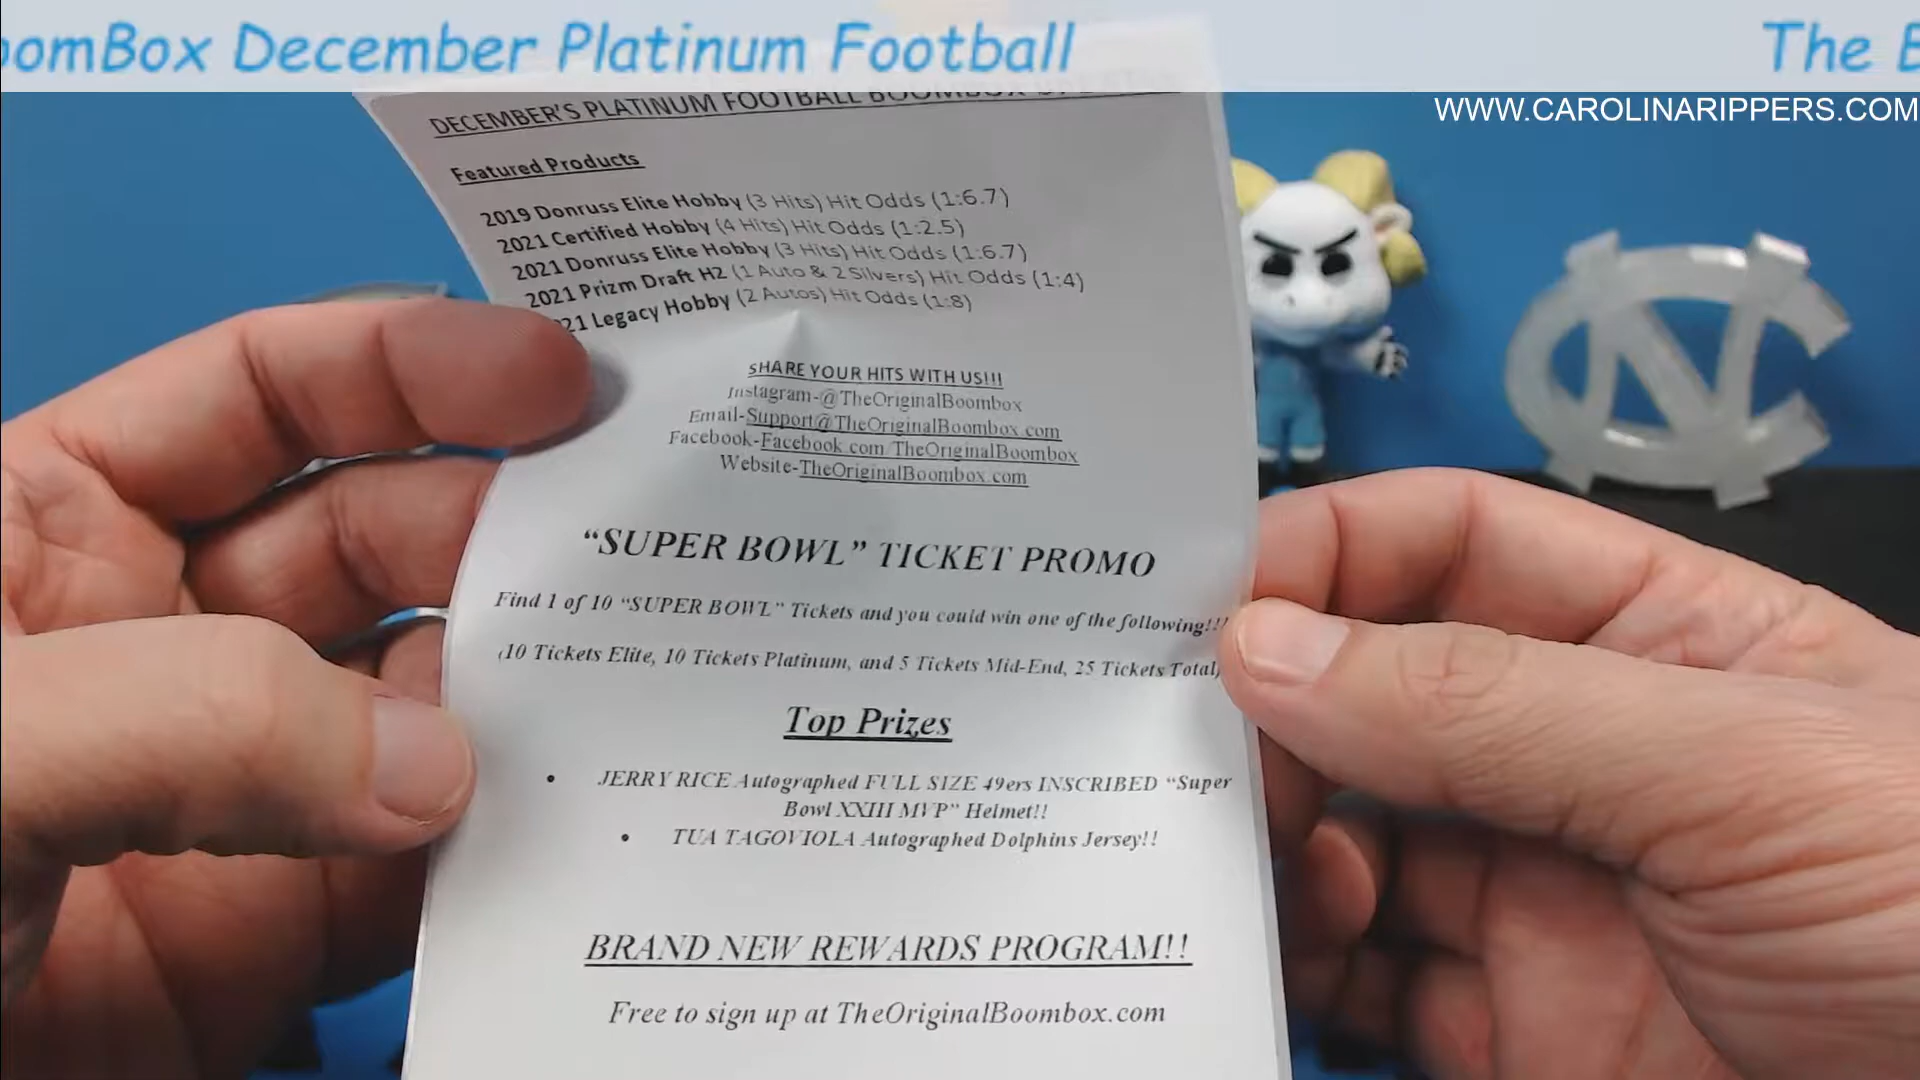 oomBox December Platinum Football
The B
WWW.CAROLINARIPPERS.COM
DECEMBER'S PLATINUM FOOTBALL BOOMBOX
Featured Products
2019 Donruss Elite Hobby (3 Hits) Hit Odds (1:6.7)
2021 Certified Hobby (4 Hits) Hit Odds (1:2.5)
2021 Donruss Elite Hobby (3 Hits) Hit Odds (1:6.7)
2021 Prizm Draft H2 (1 Auto & 2 Silvers) Hit Odds (1:4)
21 Legacy Hobby (2 Autos) Hit Odds (1:8)
SHARE YOUR HITS WITH US!!!
Instagram-@TheOriginalBoombox
Email-Support@TheOriginalBoombox.com
Facebook-Facebook.com/TheOriginalBoombox
Website-TheOriginalBoombox.com
“SUPER BOWL” TICKET PROMO
Find 1 of 10 “SUPER BOWL” Tickets and you could win one of the following!!!
(10 Tickets Elite, 10 Tickets Platinum, and 5 Tickets Mid-End, 25 Tickets Total)
Top Prizes
• JERRY RICE Autographed FULL SIZE 49ers INSCRIBED “Super
Bowl XXIII MVP” Helmet!!
• TUA TAGOVIOLA Autographed Dolphins Jersey!!
BRAND NEW REWARDS PROGRAM!!
Free to sign up at TheOriginalBoombox.com
NC